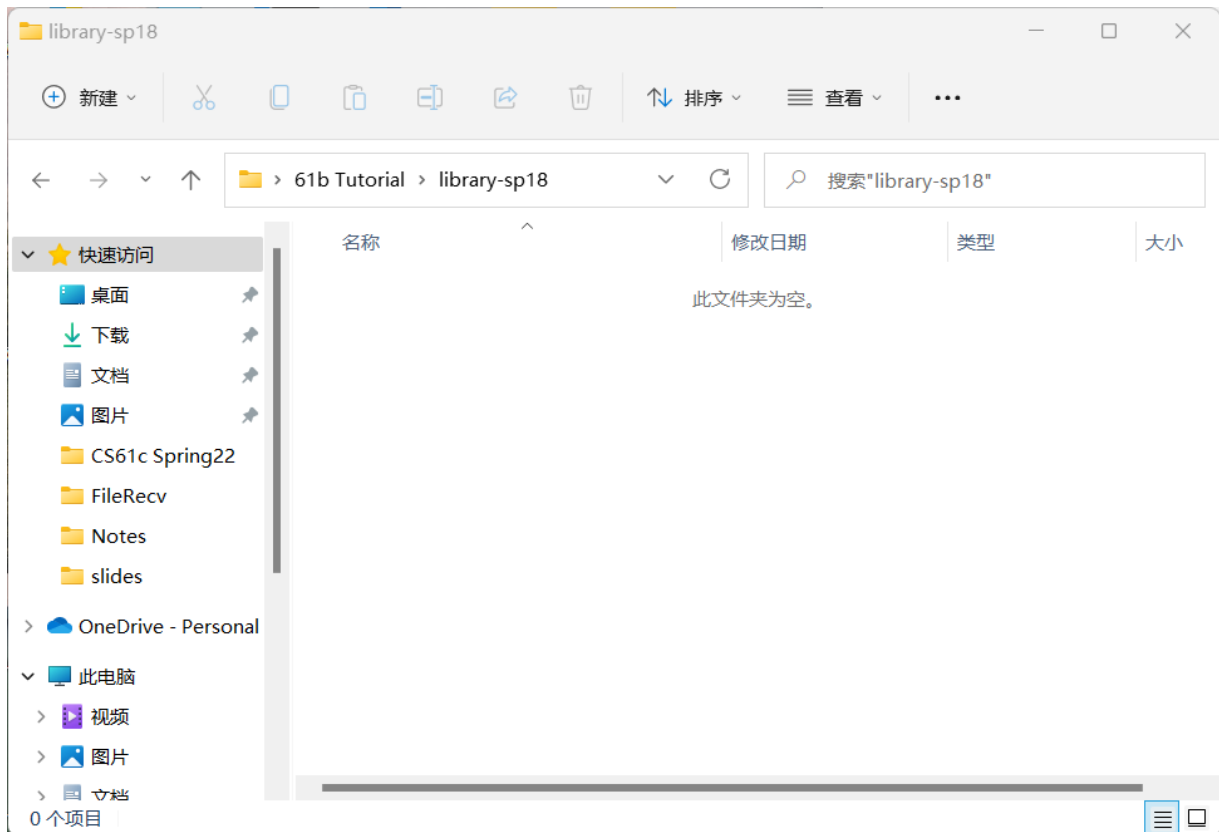 library-sp18
新建 排序 查看
61b Tutorial library-sp18 搜索"library-sp18"
名称 修改日期 类型 大小
此文件夹为空。
快速访问
桌面
下载
文档
图片
CS61c Spring22
FileRecv
Notes
slides
OneDrive - Personal
此电脑
视频
图片
文档
0 个项目